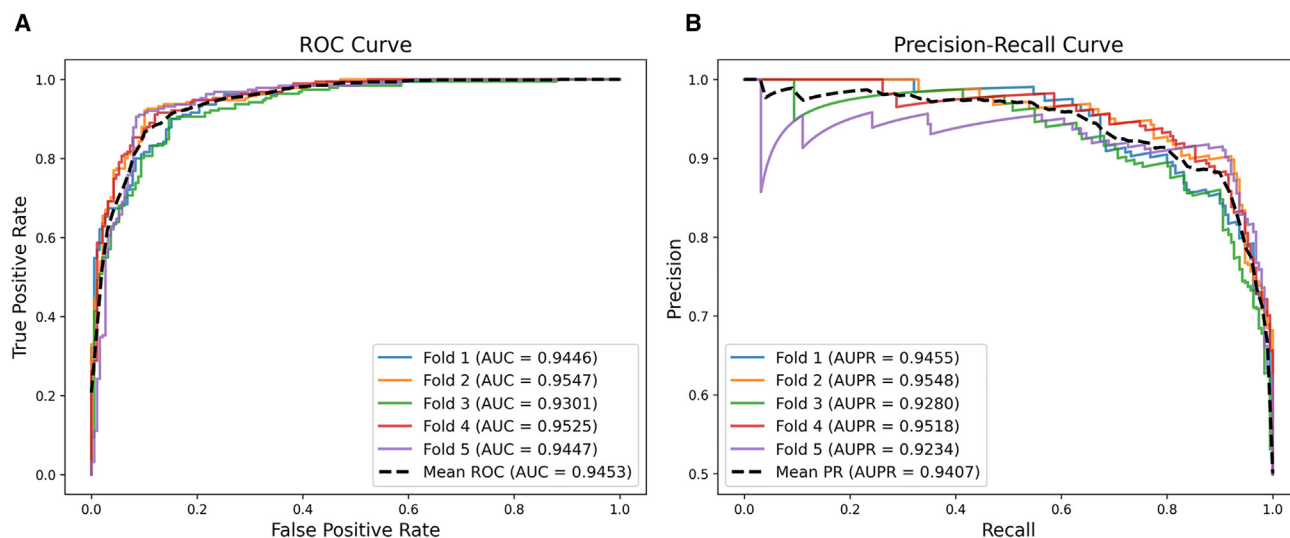 A
ROC Curve
True Positive Rate
1.0
0.8
0.6
0.4
0.2
0.0
0.0 0.2 0.4 0.6 0.8 1.0
False Positive Rate
Fold 1 (AUC = 0.9446)
Fold 2 (AUC = 0.9547)
Fold 3 (AUC = 0.9301)
Fold 4 (AUC = 0.9525)
Fold 5 (AUC = 0.9447)
Mean ROC (AUC = 0.9453)
B
Precision-Recall Curve
Precision
1.0
0.9
0.8
0.7
0.6
0.5
0.0 0.2 0.4 0.6 0.8 1.0
Recall
Fold 1 (AUPR = 0.9455)
Fold 2 (AUPR = 0.9548)
Fold 3 (AUPR = 0.9280)
Fold 4 (AUPR = 0.9518)
Fold 5 (AUPR = 0.9234)
Mean PR (AUPR = 0.9407)